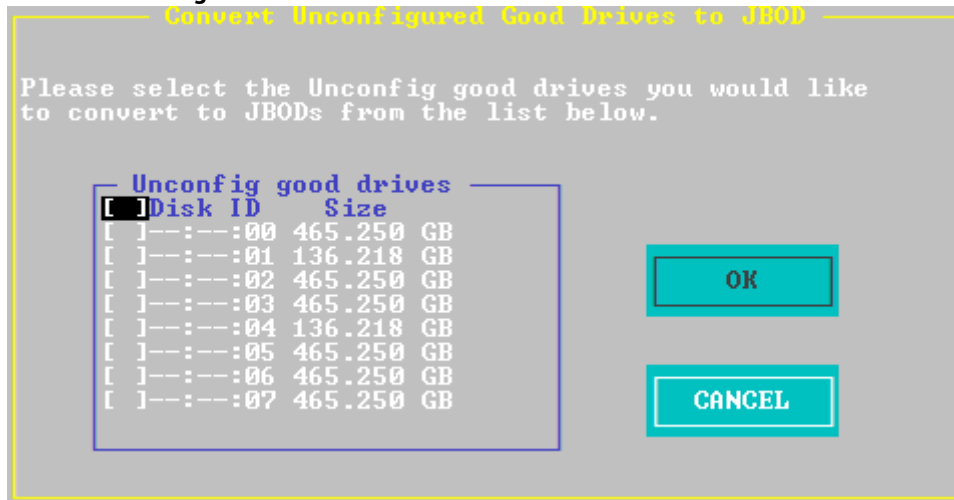 Convert Unconfigured Good Drives to JBOD
Please select the Unconfig good drives you would like
to convert to JBODs from the list below.
Unconfig good drives
[ ]Disk ID Size
[ ]--:--:00 465.250 GB
[ ]--:--:01 136.218 GB
[ ]--:--:02 465.250 GB
[ ]--:--:03 465.250 GB
[ ]--:--:04 136.218 GB
[ ]--:--:05 465.250 GB
[ ]--:--:06 465.250 GB
[ ]--:--:07 465.250 GB
OK
CANCEL